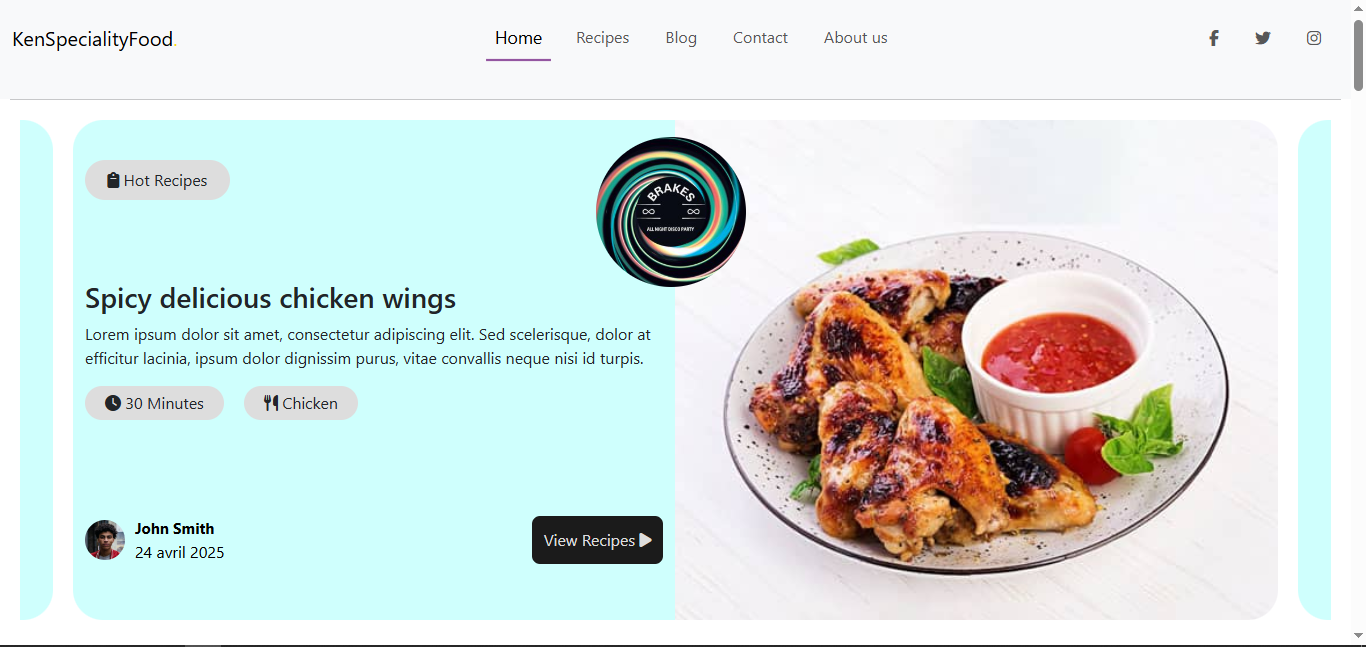 KenSpecialityFood.
Home Recipes Blog Contact About us
Hot Recipes
BRAKES
ALL NIGHT DISCO PARTY
Spicy delicious chicken wings
Lorem ipsum dolor sit amet, consectetur adipiscing elit. Sed scelerisque, dolor at
efficitur lacinia, ipsum dolor dignissim purus, vitae convallis neque nisi id turpis.
30 Minutes Chicken
John Smith
24 avril 2025
View Recipes